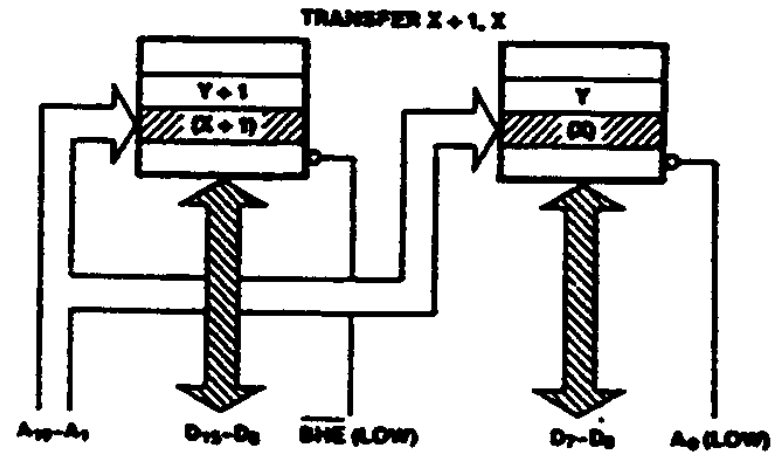 TRANSFER X + 1, X
Y + 1
(X + 1)
Y
(X)
A19-A1
D15-D8
BHE (LOW)
D7-D0
A0 (LOW)